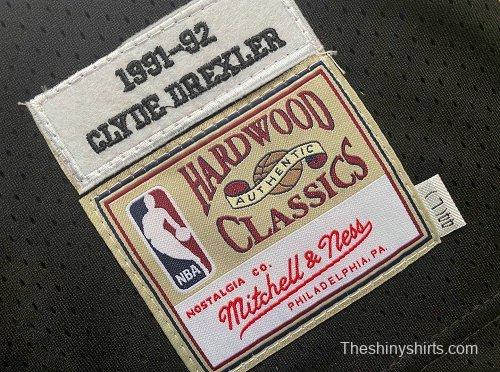 1991-92
CLYDE DREXLER
HARDWOOD
AUTHENTIC
CLASSICS
NBA
NOSTALGIA CO.
Mitchell & Ness
PHILADELPHIA, PA.
Theshinyshirts.com